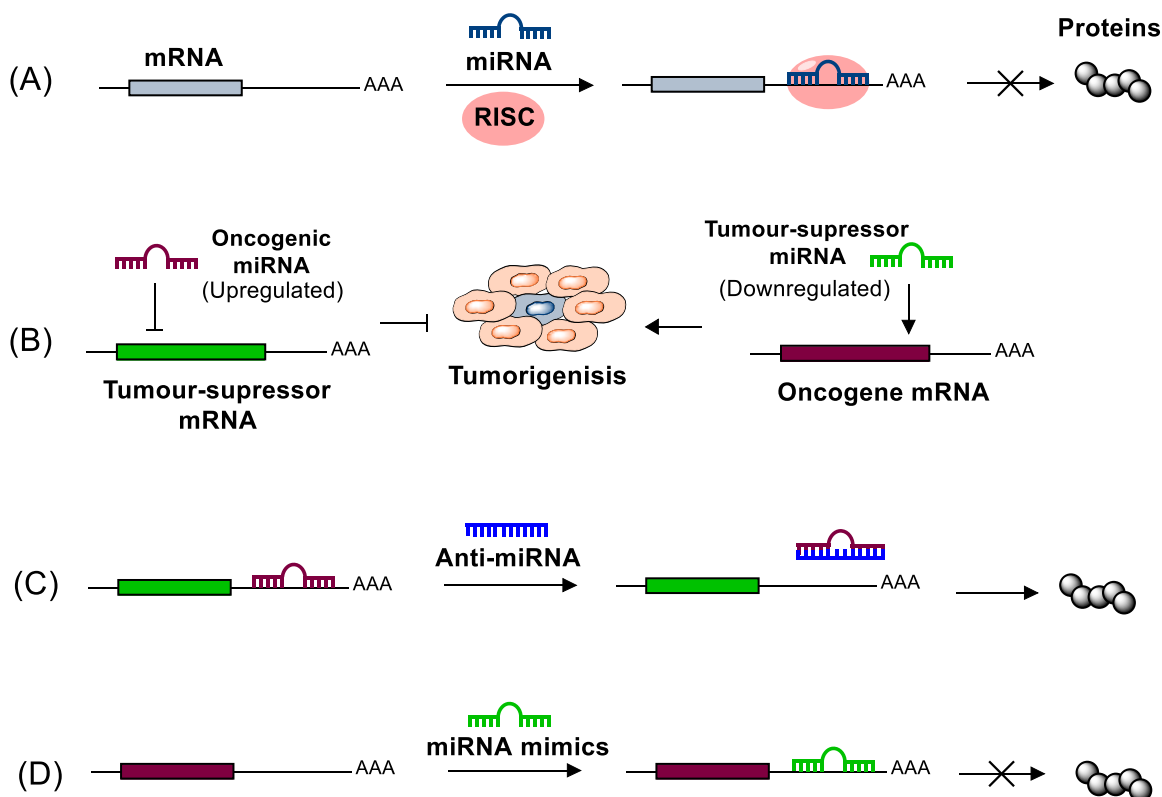 (A)
mRNA
AAA
miRNA
RISC
AAA
Proteins
(B)
Oncogenic
miRNA
(Upregulated)
AAA
Tumour-supressor
mRNA
Tumorigenisis
Tumour-supressor
miRNA
(Downregulated)
AAA
Oncogene mRNA
(C)
AAA
Anti-miRNA
AAA
(D)
AAA
miRNA mimics
AAA